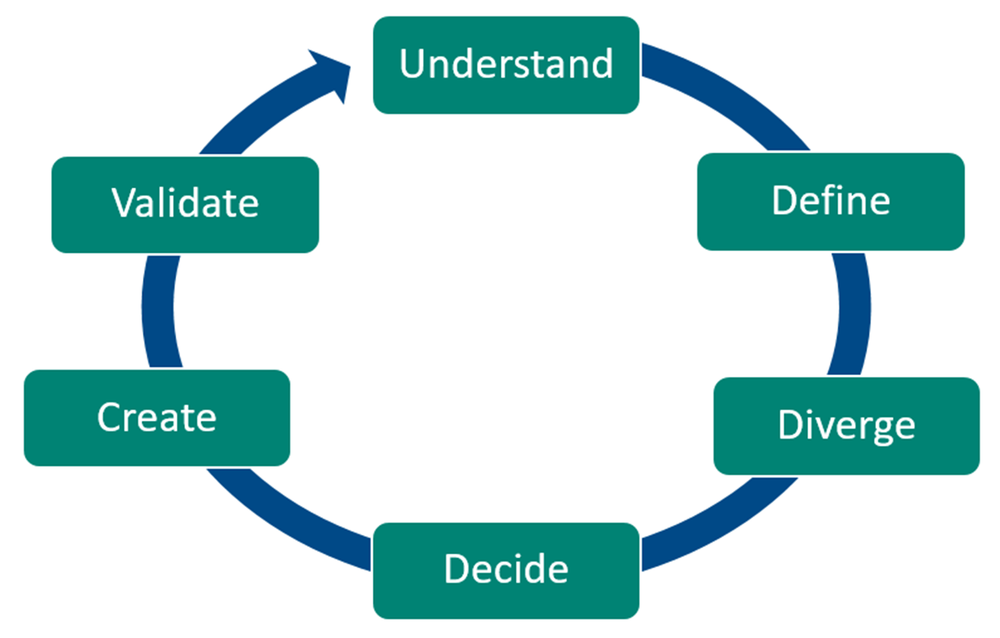 Understand
Define
Diverge
Decide
Create
Validate